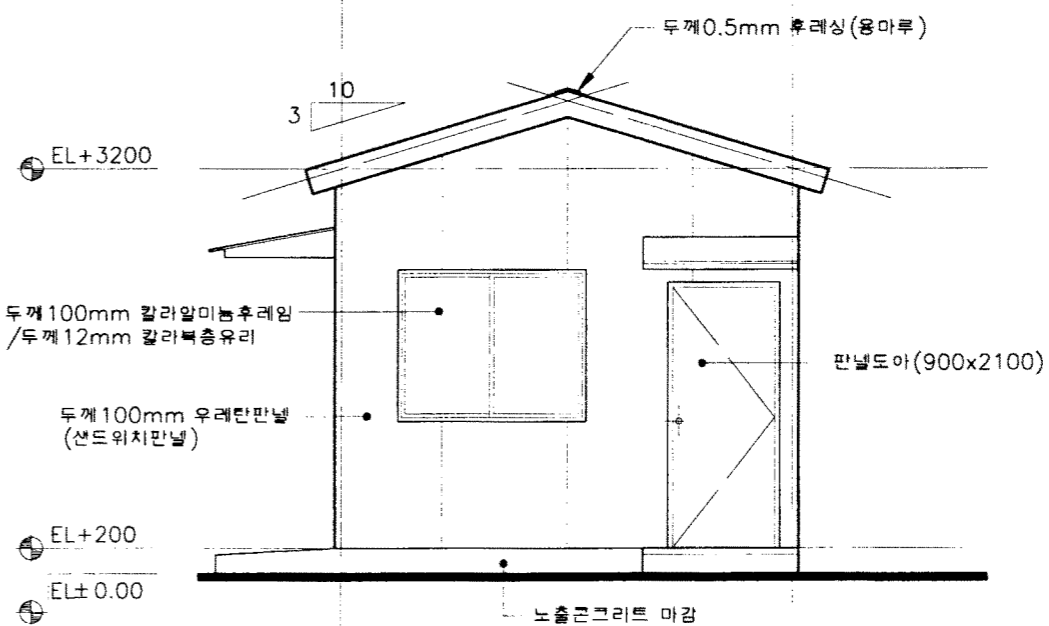 두께0.5mm 후레싱(용마루)
10
3
EL+3200
두께100mm 칼라알미늄후레임
/두께12mm 칼라복층유리
판넬도아(900x2100)
두께100mm 우레탄판넬
(샌드위치판넬)
EL+200
EL±0.00
노출콘크리트 마감